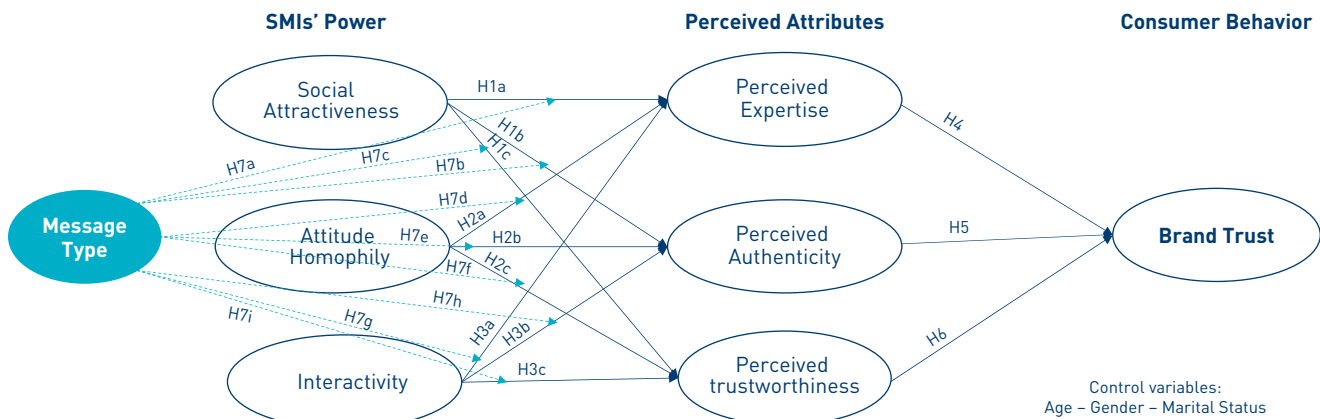 SMIs’ Power
Perceived Attributes
Consumer Behavior
Social
Attractiveness
H1a
Perceived
Expertise
H1b
H1c
H4
H7a
H7c
H7b
H7d
Message
Type
Attitude
Homophily
H7e
H2a
H2b
H2c
H7f
Perceived
Authenticity
H5
Brand Trust
H7h
H7i
H7g
H3a
H3b
H6
Interactivity
H3c
Perceived
trustworthiness
Control variables:
Age – Gender – Marital Status